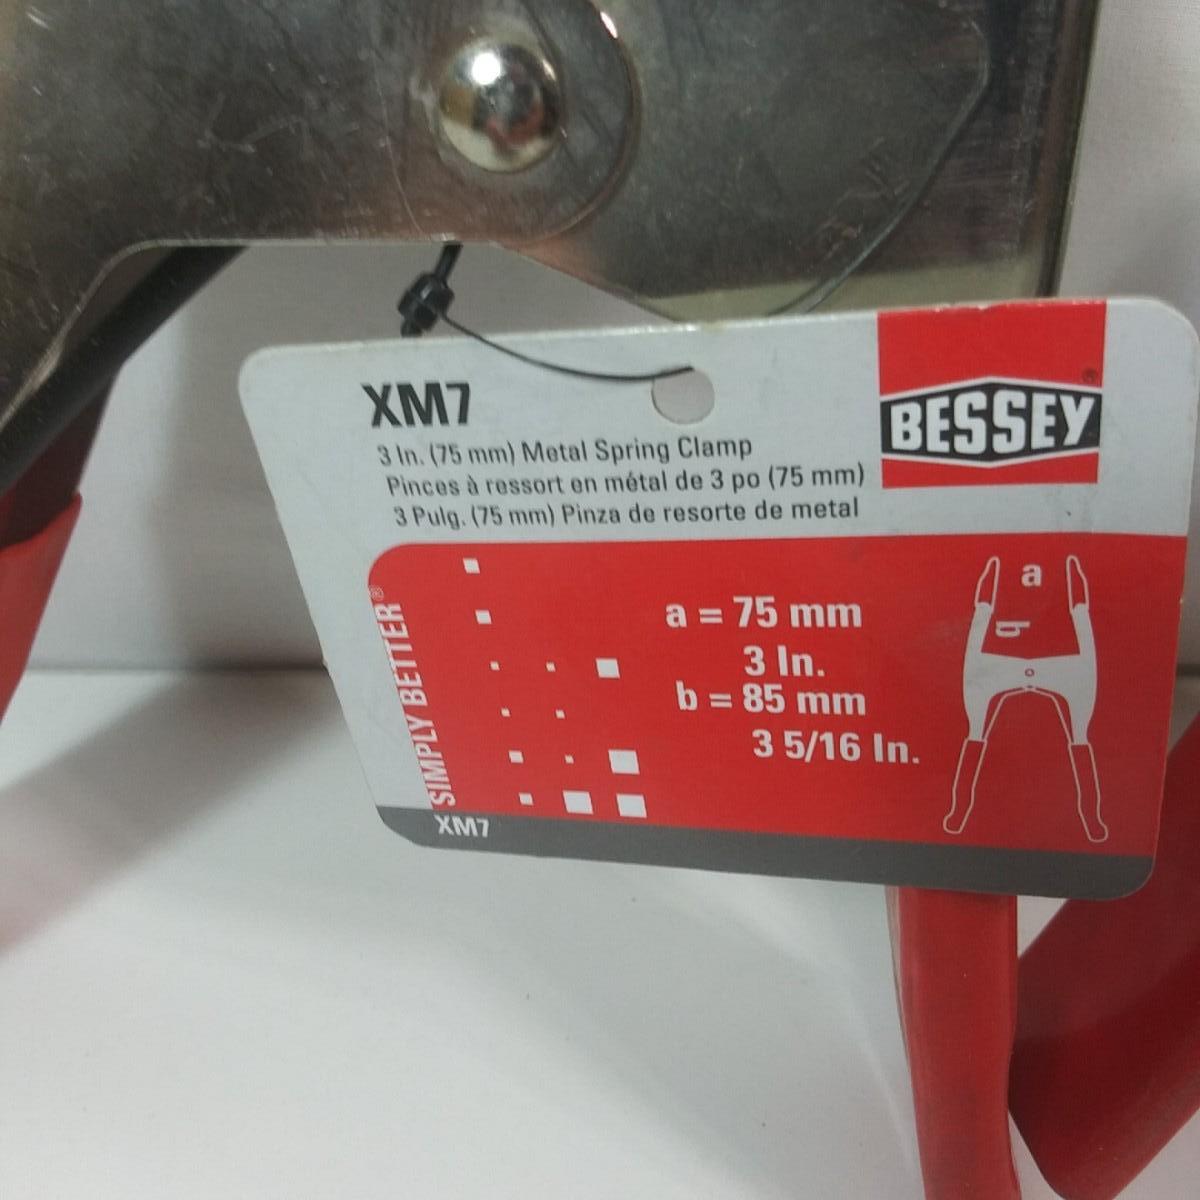 XM7
3 In. (75 mm) Metal Spring Clamp
Pinces à ressort en métal de 3 po (75 mm)
3 Pulg. (75 mm) Pinza de resorte de metal
BESSEY®
SIMPLY BETTER®
a = 75 mm
3 In.
b = 85 mm
3 5/16 In.
a
b
XM7